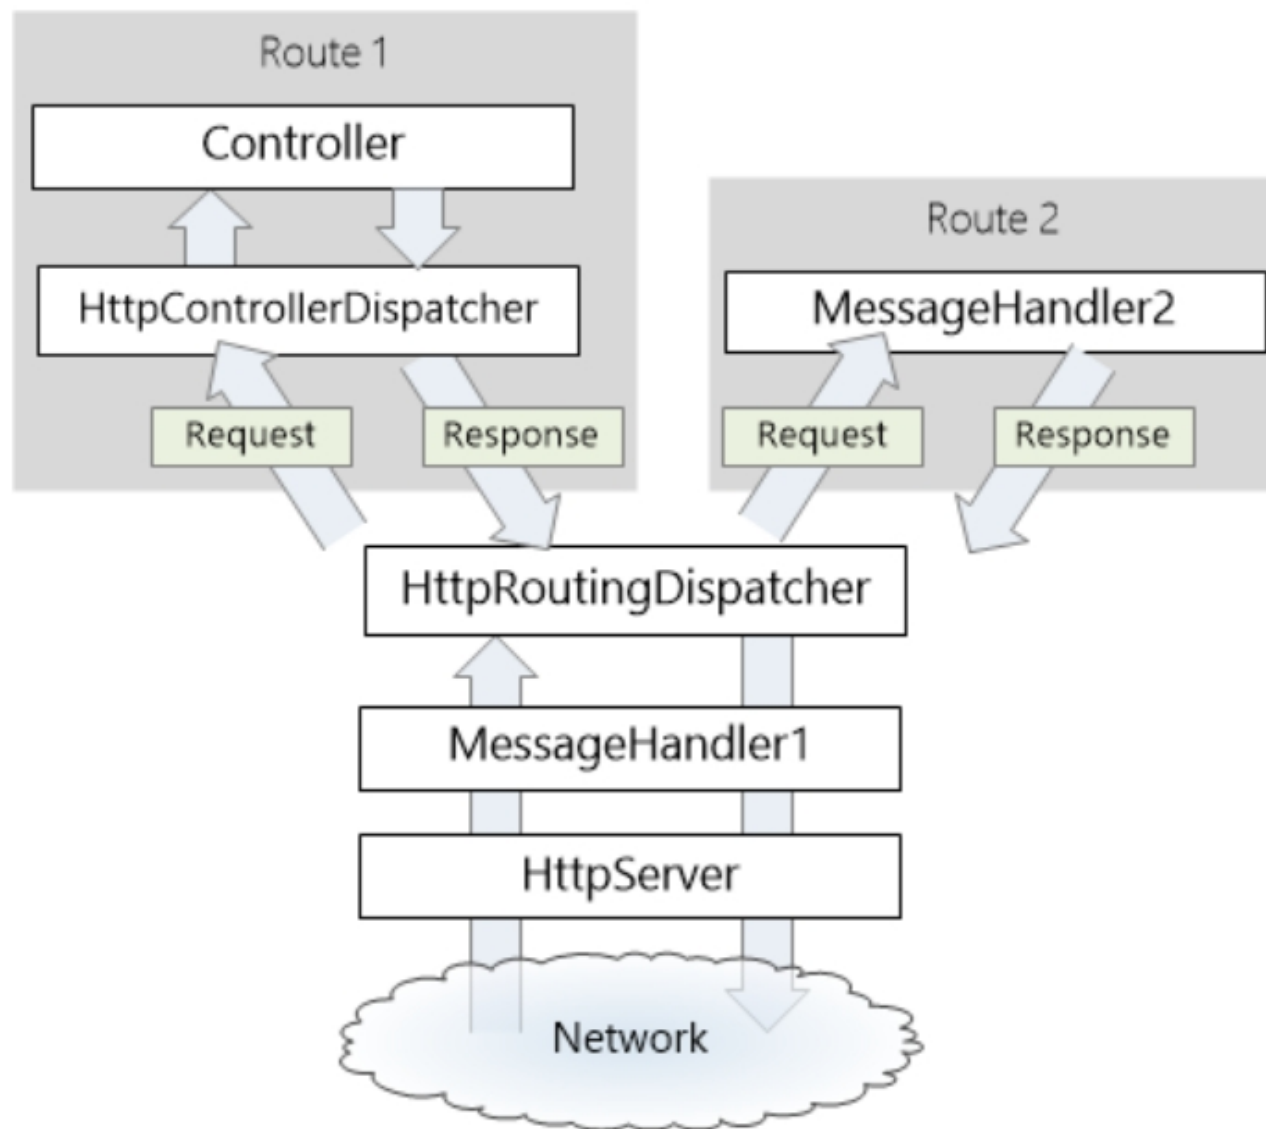 Route 1
Controller
HttpControllerDispatcher
Request
Response
Route 2
MessageHandler2
Request
Response
HttpRoutingDispatcher
MessageHandler1
HttpServer
Network